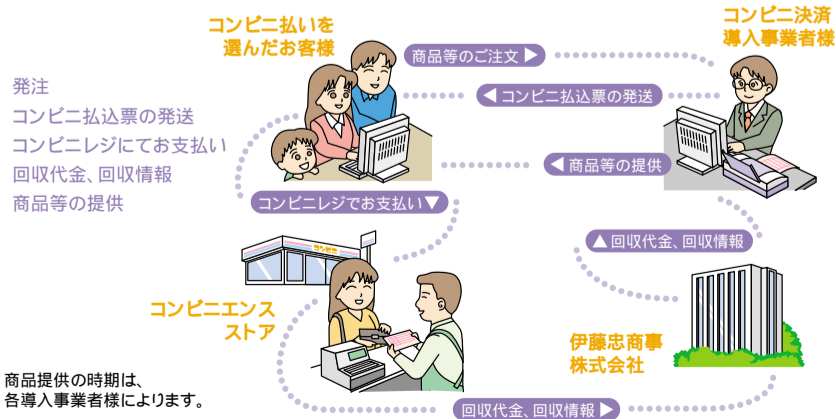 コンビニ払いを
選んだお客様
コンビニ決済
導入事業者様
商品等のご注文 ▶
◀ コンビニ払込票の発送
発注
コンビニ払込票の発送
コンビニレジにてお支払い
回収代金、回収情報
商品等の提供
◀ 商品等の提供
コンビニレジでお支払い▼
▲ 回収代金、回収情報
コンビニ
コンビニエンス
ストア
伊藤忠商事
株式会社
商品提供の時期は、
各導入事業者様によります。
回収代金、回収情報 ▶